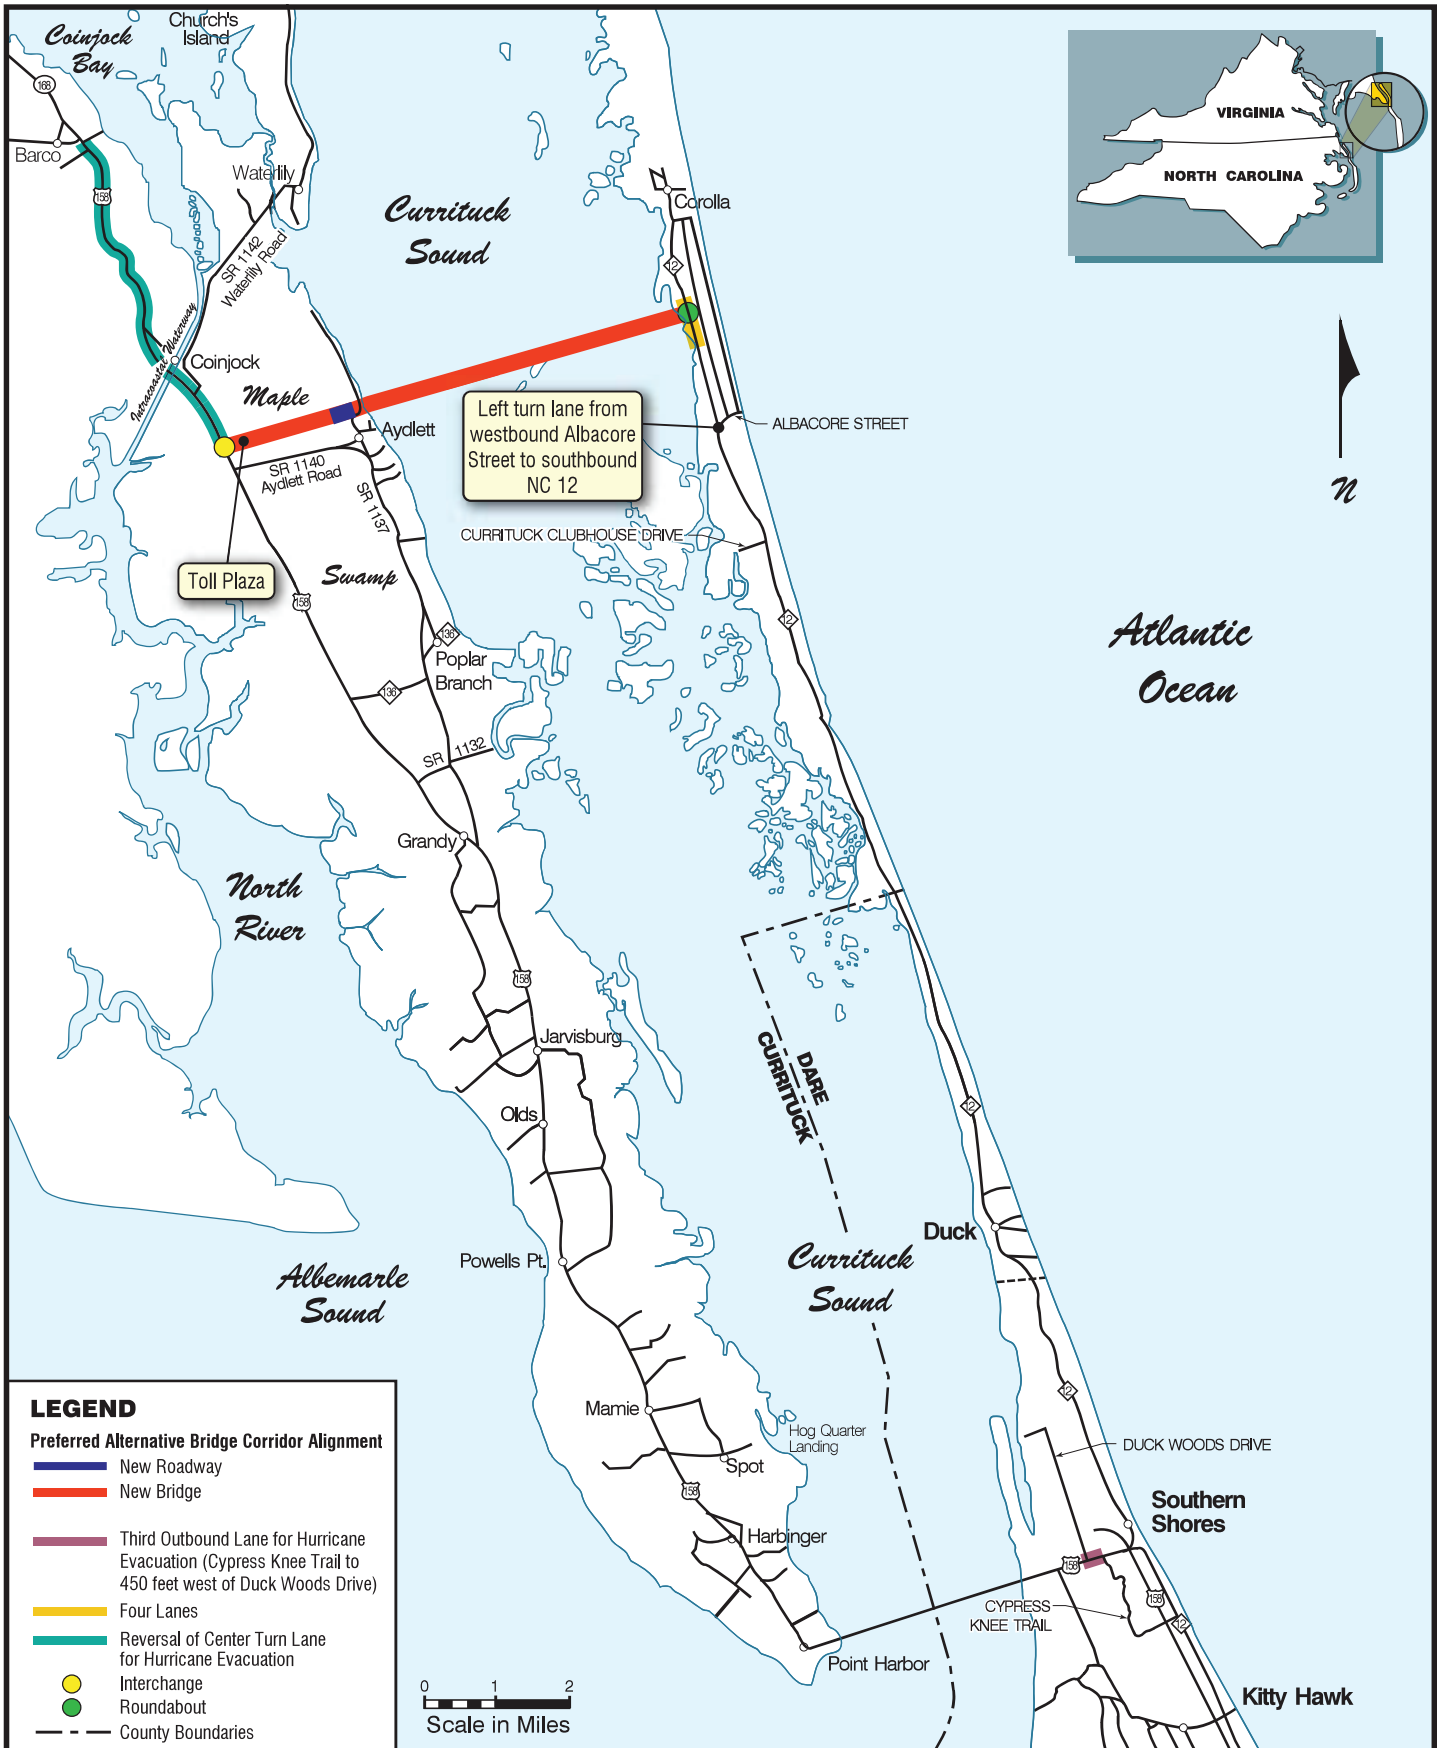 Coinjock
Bay
Church's
Island
168
Barco
158
Waterlily
SR 1142
Waterlily Road
Currituck
Sound
Corolla
12
VIRGINIA
NORTH CAROLINA
Intracoastal Waterway
Coinjock
Maple
Aydlett
SR 1140
Aydlett Road
SR 1137
Left turn lane from
westbound Albacore
Street to southbound
NC 12
ALBACORE STREET
N
CURRITUCK CLUBHOUSE DRIVE
Toll Plaza
Swamp
158
12
136
Poplar
Branch
136
Atlantic
Ocean
SR 1132
Grandy
North
River
158
Jarvisburg
DARE
CURRITUCK
Olds
12
Duck
Powells Pt.
Currituck
Sound
Albemarle
Sound
12
Mamie
Hog Quarter
Landing
Spot
DUCK WOODS DRIVE
158
Southern
Shores
Harbinger
158
158
CYPRESS
KNEE TRAIL
12
Point Harbor
Kitty Hawk
LEGEND
Preferred Alternative Bridge Corridor Alignment
New Roadway
New Bridge
Third Outbound Lane for Hurricane
Evacuation (Cypress Knee Trail to
450 feet west of Duck Woods Drive)
Four Lanes
Reversal of Center Turn Lane
for Hurricane Evacuation
Interchange
Roundabout
County Boundaries
0 1 2
Scale in Miles